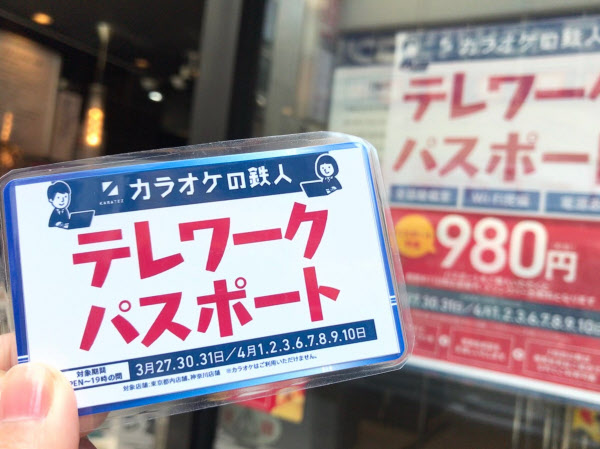 KARATEZ カラオケの鉄人
テレワーク
パスポート
対象期間
OPEN〜19時の間
3月27.30.31日/4月1.2.3.6.7.8.9.10日
対象店舗:東京都内店舗、神奈川店舗 ※カラオケはご利用いただけません。
カラオケの鉄人
テレワーク
パスポー
980円
27.30.31日/4月1.2.3.6.7.8.9.10日